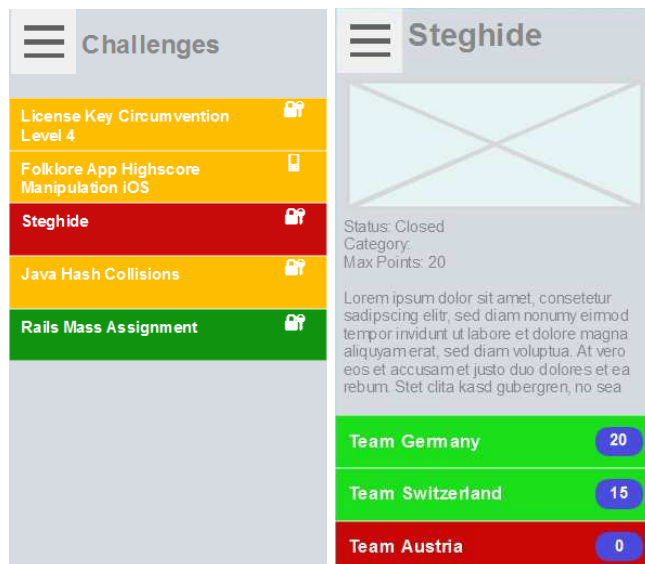 Challenges
License Key Circumvention
Level 4
Folklore App Highscore
Manipulation iOS
Steghide
Java Hash Collisions
Rails Mass Assignment
Steghide
Status: Closed
Category:
Max Points: 20
Lorem ipsum dolor sit amet, consetetur
sadipscing elitr, sed diam nonumy eirmod
tempor invidunt ut labore et dolore magna
aliquyam erat, sed diam voluptua. At vero
eos et accusam et justo duo dolores et ea
rebum. Stet clita kasd gubergren, no sea
Team Germany 20
Team Switzerland 15
Team Austria 0